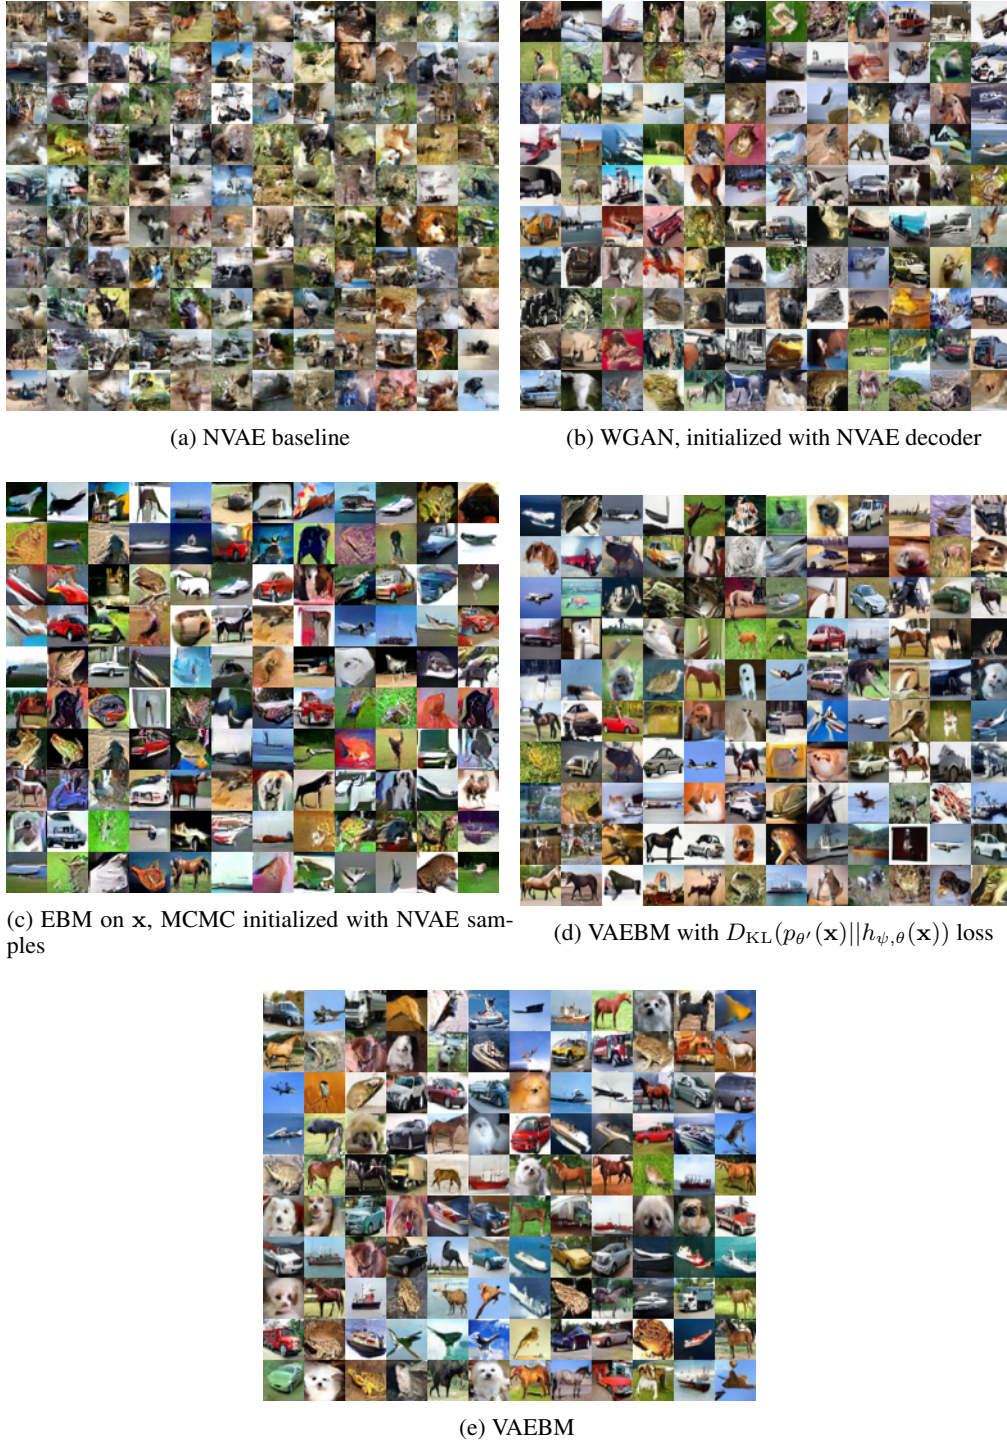 (a) NVAE baseline
(b) WGAN, initialized with NVAE decoder
(c) EBM on x, MCMC initialized with NVAE sam-
ples
(d) VAEBM with D_KL(p_θ′(x)||h_ψ,θ(x)) loss
(e) VAEBM